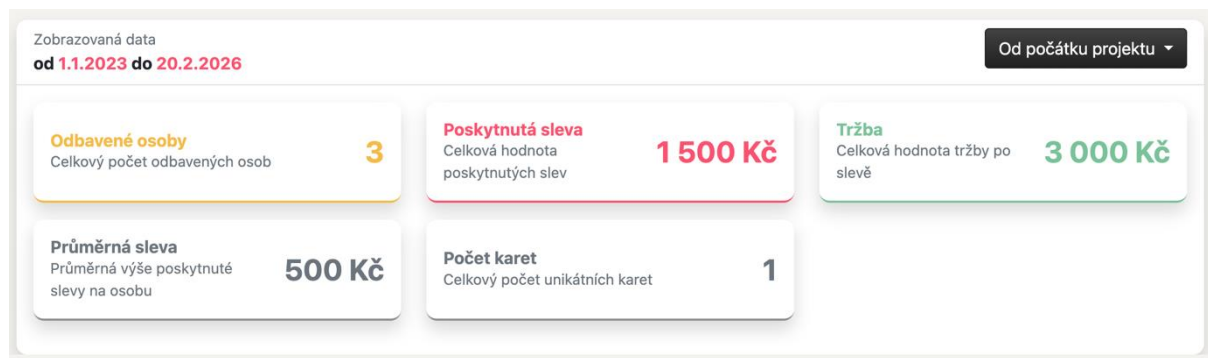 Zobrazovaná data
od 1.1.2023 do 20.2.2026
Od počátku projektu
Odbavené osoby
Celkový počet odbavených osob
3
Poskytnutá sleva
Celková hodnota
poskytnutých slev
1 500 Kč
Tržba
Celková hodnota tržby po
slevě
3 000 Kč
Průměrná sleva
Průměrná výše poskytnuté
slevy na osobu
500 Kč
Počet karet
Celkový počet unikátních karet
1